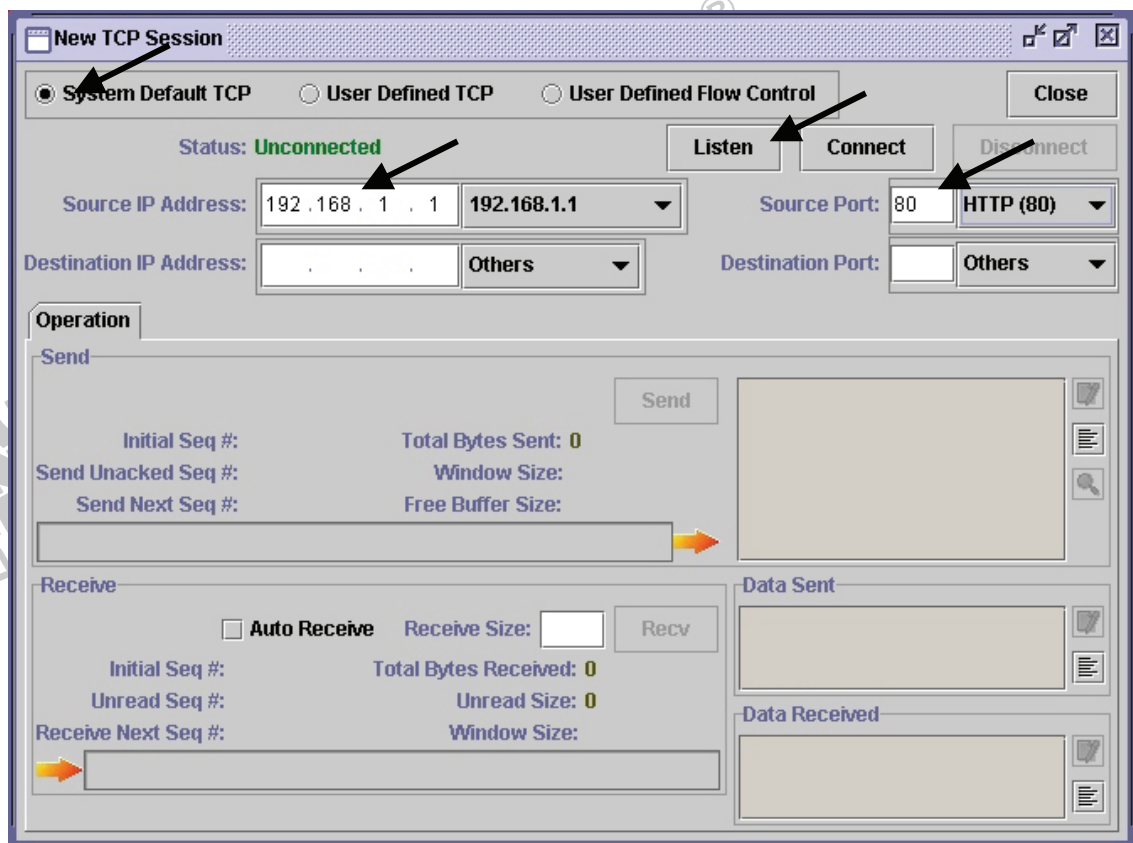 New TCP Session
System Default TCP User Defined TCP User Defined Flow Control Close
Status: Unconnected Listen Connect Disconnect
Source IP Address: 192 . 168 . 1 . 1 192.168.1.1 Source Port: 80 HTTP (80)
Destination IP Address: . . . Others Destination Port: Others
Operation
Send
Send
Initial Seq #: Total Bytes Sent: 0
Send Unacked Seq #: Window Size:
Send Next Seq #: Free Buffer Size:
Receive
Auto Receive Receive Size: Recv
Initial Seq #: Total Bytes Received: 0
Unread Seq #: Unread Size: 0
Receive Next Seq #: Window Size:
Data Sent
Data Received